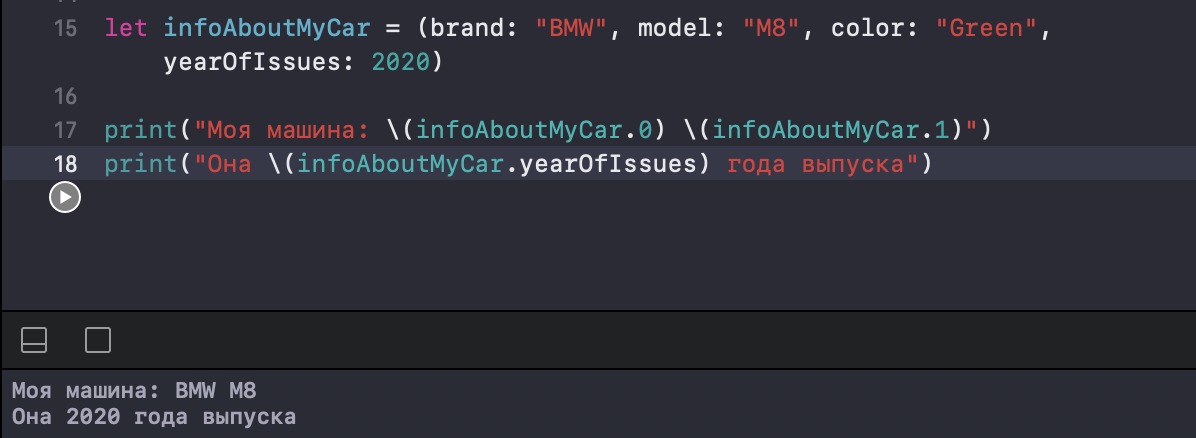 15 let infoAboutMyCar = (brand: "BMW", model: "M8", color: "Green",
yearOfIssues: 2020)
16
17 print("Моя машина: \(infoAboutMyCar.0) \(infoAboutMyCar.1)")
18 print("Она \(infoAboutMyCar.yearOfIssues) года выпуска")
Моя машина: BMW M8
Она 2020 года выпуска